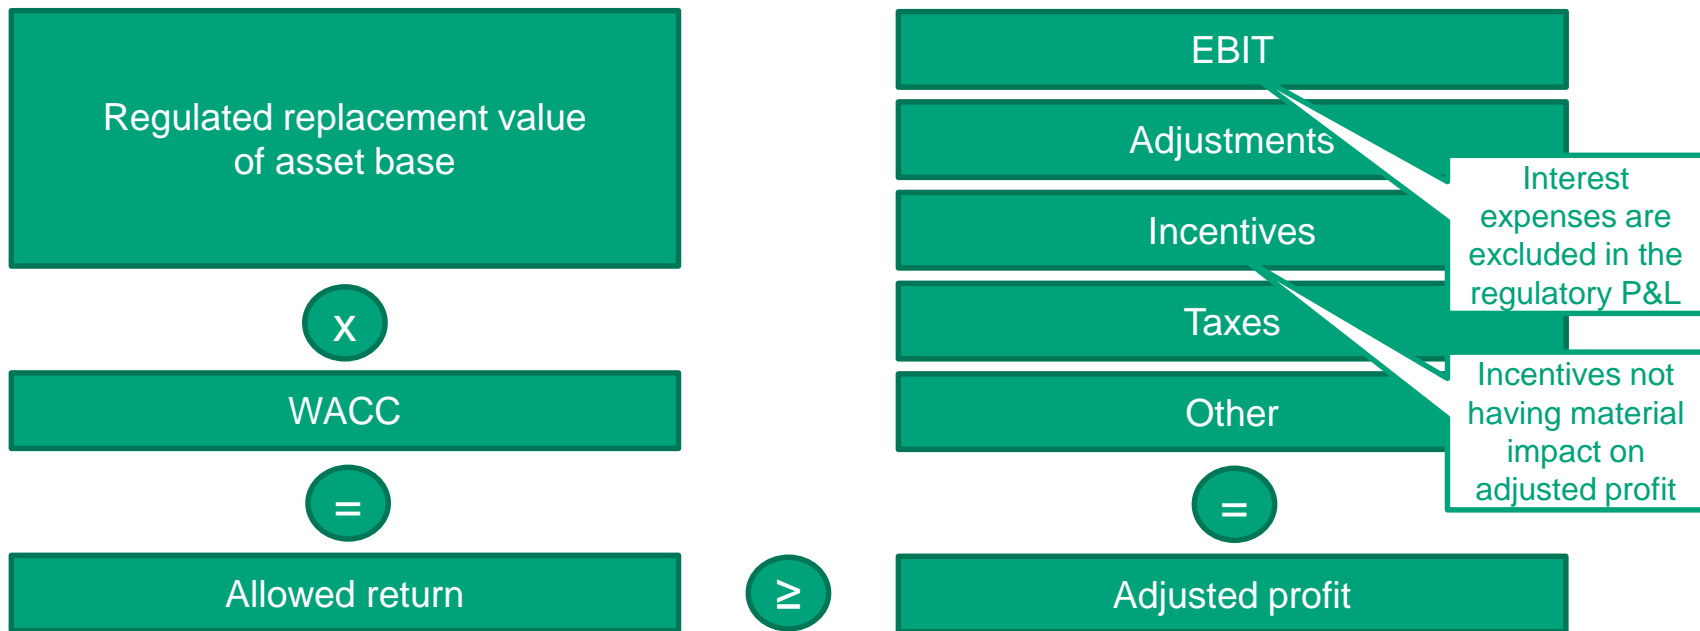 Regulated replacement value
of asset base
x
WACC
=
Allowed return
≥
EBIT
Adjustments
Incentives
Taxes
Other
=
Adjusted profit
Interest
expenses are
excluded in the
regulatory P&L
Incentives not
having material
impact on
adjusted profit